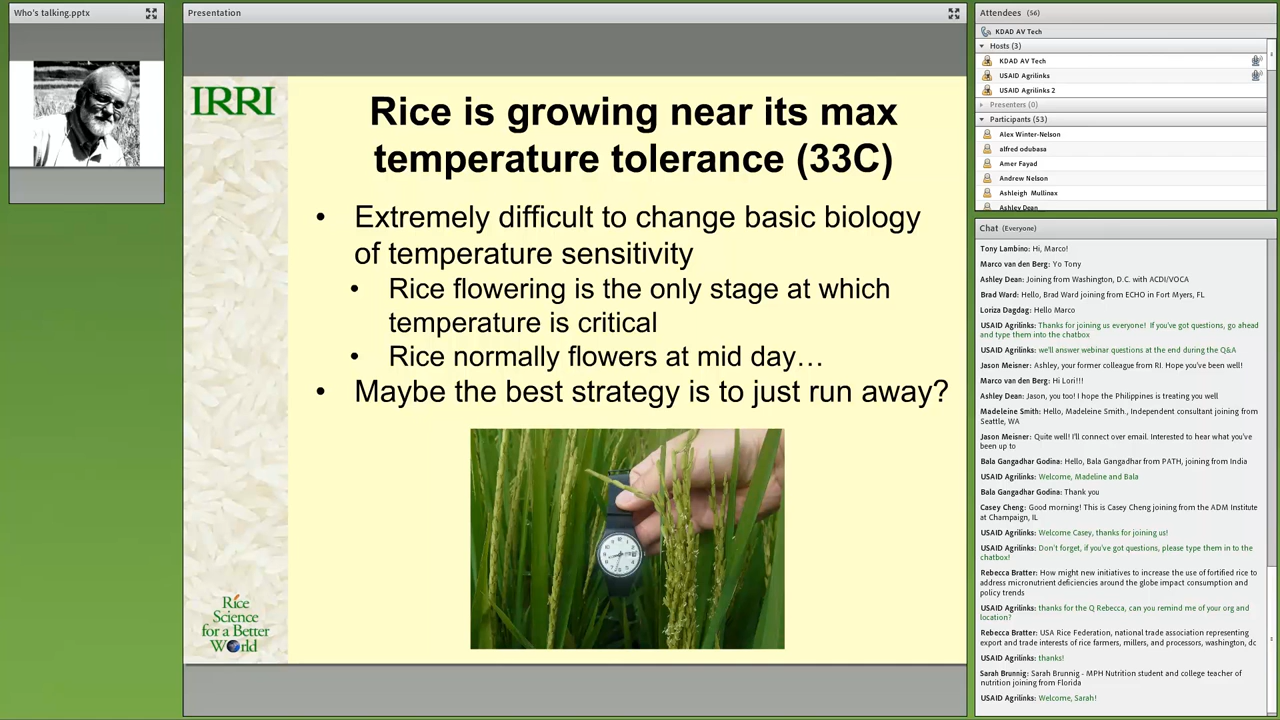 Who's talking.pptx
Presentation
IRRI
Rice is growing near its max
temperature tolerance (33C)
• Extremely difficult to change basic biology
of temperature sensitivity
• Rice flowering is the only stage at which
temperature is critical
• Rice normally flowers at mid day…
• Maybe the best strategy is to just run away?
Rice
Science
for a Better
World
Attendees (56)
KDAD AV Tech
Hosts (3)
KDAD AV Tech
USAID Agrilinks
USAID Agrilinks 2
Presenters (0)
Participants (53)
Alex Winter-Nelson
alfred odubasa
Amer Fayad
Andrew Nelson
Ashleigh Mullinax
Ashley Dean
Chat (Everyone)
Tony Lambino: Hi, Marco!
Marco van den Berg: Yo Tony
Ashley Dean: Joining from Washington, D.C. with ACDI/VOCA
Brad Ward: Hello, Brad Ward joining from ECHO in Fort Myers, FL
Loriza Dagdag: Hello Marco
USAID Agrilinks: Thanks for joining us everyone! If you've got questions, go ahead
and type them into the chatbox
USAID Agrilinks: we'll answer webinar questions at the end during the Q&A
Jason Meisner: Ashley, your former colleague from RI. Hope you've been well!
Marco van den Berg: Hi Lori!!!
Ashley Dean: Jason, you too! I hope the Philippines is treating you well
Madeleine Smith: Hello, Madeleine Smith., Independent consultant joining from
Seattle, WA
Jason Meisner: Quite well! I'll connect over email. Interested to hear what you've
been up to
Bala Gangadhar Godina: Hello, Bala Gangadhar from PATH, joining from India
USAID Agrilinks: Welcome, Madeline and Bala
Bala Gangadhar Godina: Thank you
Casey Cheng: Good morning! This is Casey Cheng joining from the ADM Institute
at Champaign, IL
USAID Agrilinks: Welcome Casey, thanks for joining us!
USAID Agrilinks: Don't forget, if you've got questions, please type them in to the
chatbox!
Rebecca Bratter: How might new initiatives to increase the use of fortified rice to
address micronutrient deficiencies around the globe impact consumption and
policy trends
USAID Agrilinks: thanks for the Q Rebecca, can you remind me of your org and
location?
Rebecca Bratter: USA Rice Federation, national trade association representing
export and trade interests of rice farmers, millers, and processors, washington, dc
USAID Agrilinks: thanks!
Sarah Brunnig: Sarah Brunnig - MPH Nutrition student and college teacher of
nutrition joining from Florida
USAID Agrilinks: Welcome, Sarah!